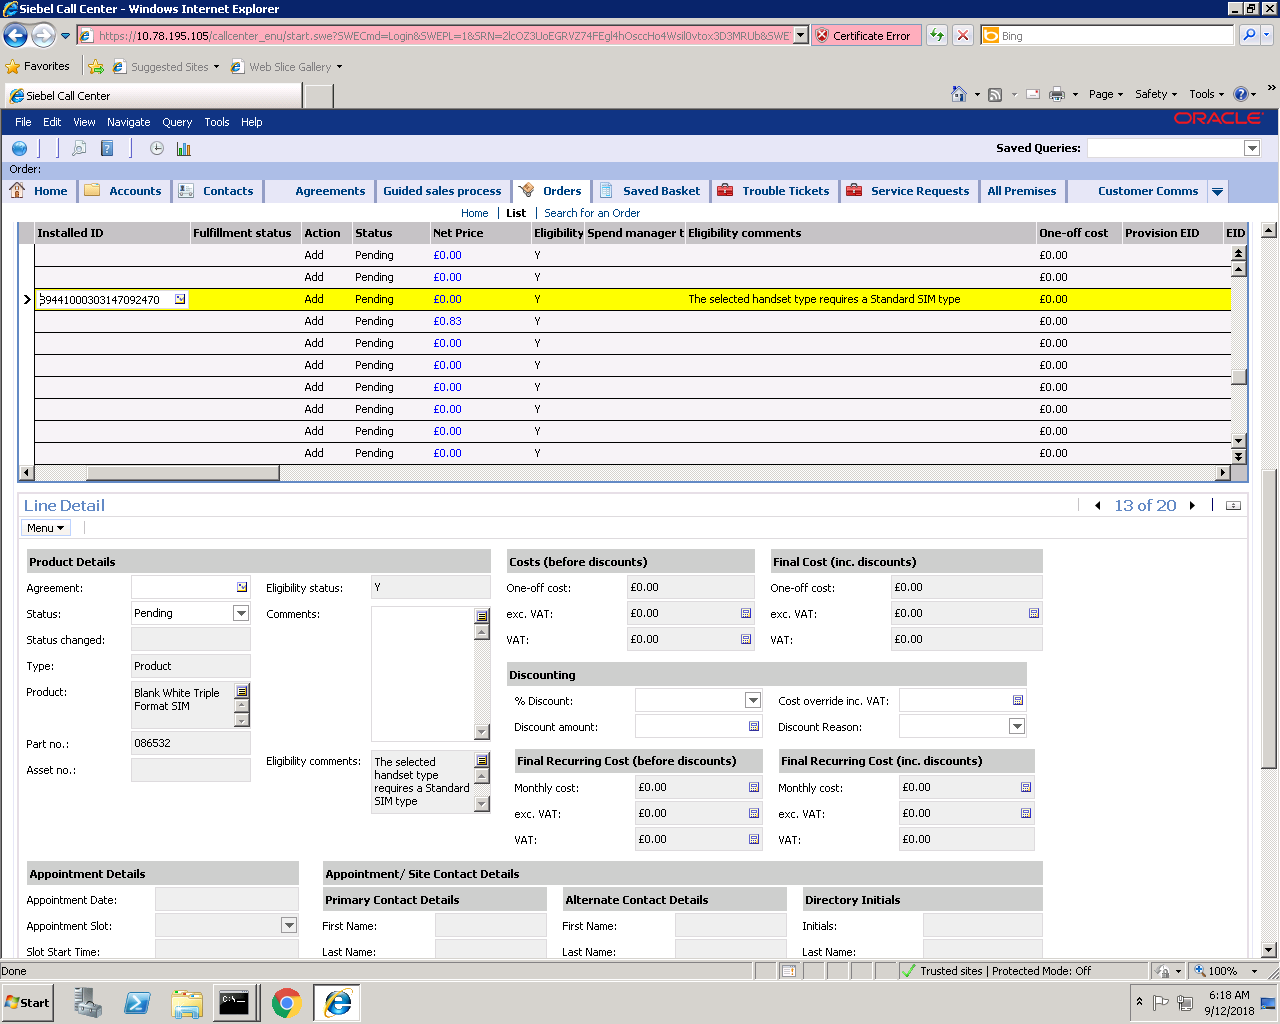 Siebel Call Center - Windows Internet Explorer
https://10.78.195.105/callcenter_enu/start.swe?SWECmd=Login&SWEPL=1&SRN= Certificate Error Bing
Favorites Suggested Sites Web Slice Gallery
Siebel Call Center Page Safety Tools »
File Edit View Navigate Query Tools Help ORACLE
Saved Queries:
Order:
Home Accounts Contacts Agreements Guided sales process Orders Saved Basket Trouble Tickets Service Requests All Premises Customer Comms
Home | List | Search for an Order
Installed ID Fulfillment status Action Status Net Price Eligibility Spend manager t Eligibility comments One-off cost Provision EID EID
Add Pending £0.00 Y £0.00
Add Pending £0.00 Y £0.00
39441000303147092470 Add Pending £0.00 Y The selected handset type requires a Standard SIM type £0.00
Add Pending £0.83 Y £0.00
Add Pending £0.00 Y £0.00
Add Pending £0.00 Y £0.00
Add Pending £0.00 Y £0.00
Add Pending £0.00 Y £0.00
Add Pending £0.00 Y £0.00
Add Pending £0.00 Y £0.00
Line Detail 13 of 20
Menu
Product Details Costs (before discounts) Final Cost (inc. discounts)
Agreement: Eligibility status: Y One-off cost: £0.00 One-off cost: £0.00
Status: Pending Comments: exc. VAT: £0.00 exc. VAT: £0.00
Status changed: VAT: £0.00 VAT: £0.00
Type: Product
Discounting
Product: Blank White Triple
Format SIM
% Discount: Cost override inc. VAT:
Discount amount: Discount Reason:
Part no.: 086532
Asset no.:
Eligibility comments: The selected
handset type
requires a Standard
SIM type
Final Recurring Cost (before discounts) Final Recurring Cost (inc. discounts)
Monthly cost: £0.00 Monthly cost: £0.00
exc. VAT: £0.00 exc. VAT: £0.00
VAT: £0.00 VAT: £0.00
Appointment Details Appointment/ Site Contact Details
Appointment Date: Primary Contact Details Alternate Contact Details Directory Initials
Appointment Slot: First Name: First Name: Initials:
Slot Start Time: Last Name: Last Name: Last Name:
Done Trusted sites | Protected Mode: Off 100%
Start 6:18 AM
9/12/2018